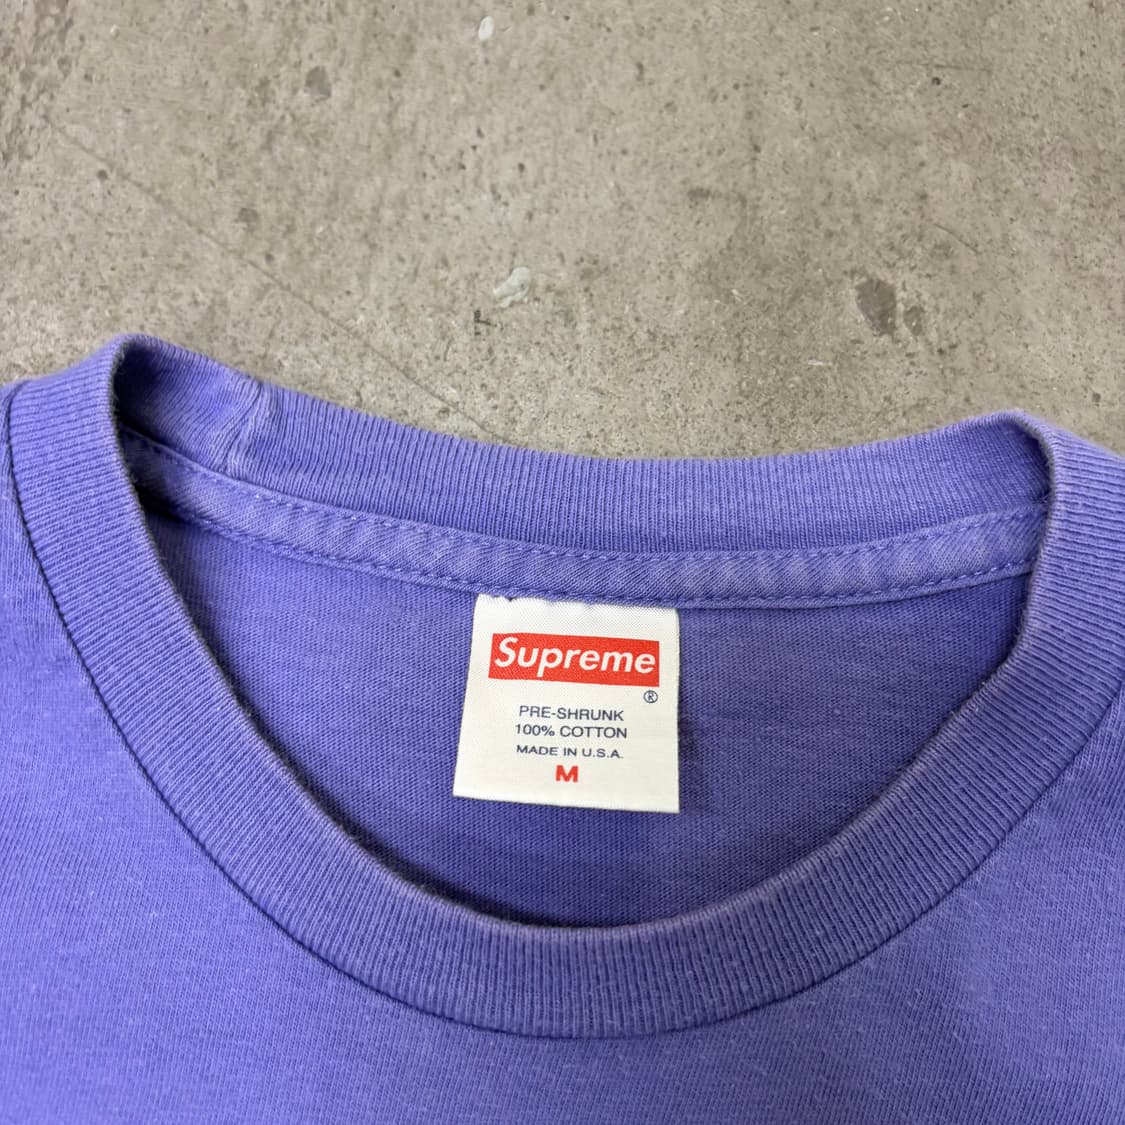 Supreme
®
PRE-SHRUNK
100% COTTON
MADE IN U.S.A.
M